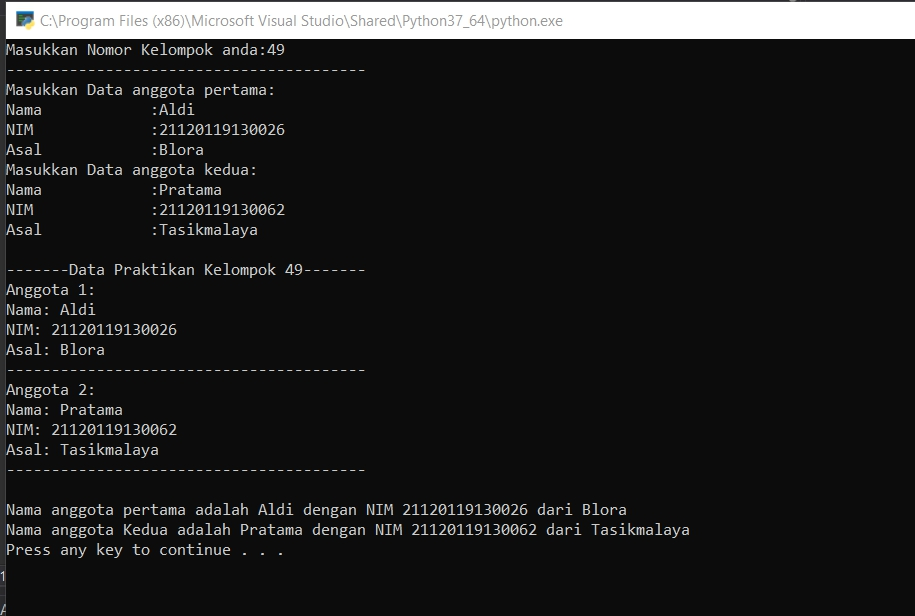 C:\Program Files (x86)\Microsoft Visual Studio\Shared\Python37_64\python.exe
Masukkan Nomor Kelompok anda:49
----------------------------------------
Masukkan Data anggota pertama:
Nama            :Aldi
NIM             :21120119130026
Asal            :Blora
Masukkan Data anggota kedua:
Nama            :Pratama
NIM             :21120119130062
Asal            :Tasikmalaya
-------Data Praktikan Kelompok 49-------
Anggota 1:
Nama: Aldi
NIM: 21120119130026
Asal: Blora
----------------------------------------
Anggota 2:
Nama: Pratama
NIM: 21120119130062
Asal: Tasikmalaya
----------------------------------------
Nama anggota pertama adalah Aldi dengan NIM 21120119130026 dari Blora
Nama anggota Kedua adalah Pratama dengan NIM 21120119130062 dari Tasikmalaya
Press any key to continue . . .